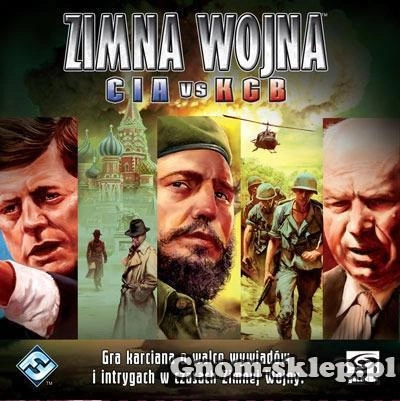 ZIMNA WOJNA
CIA vs KGB
Gra karciana o walce wywiadów
i intrygach w czasach zimnej wojny.
Gnom-sklep.pl